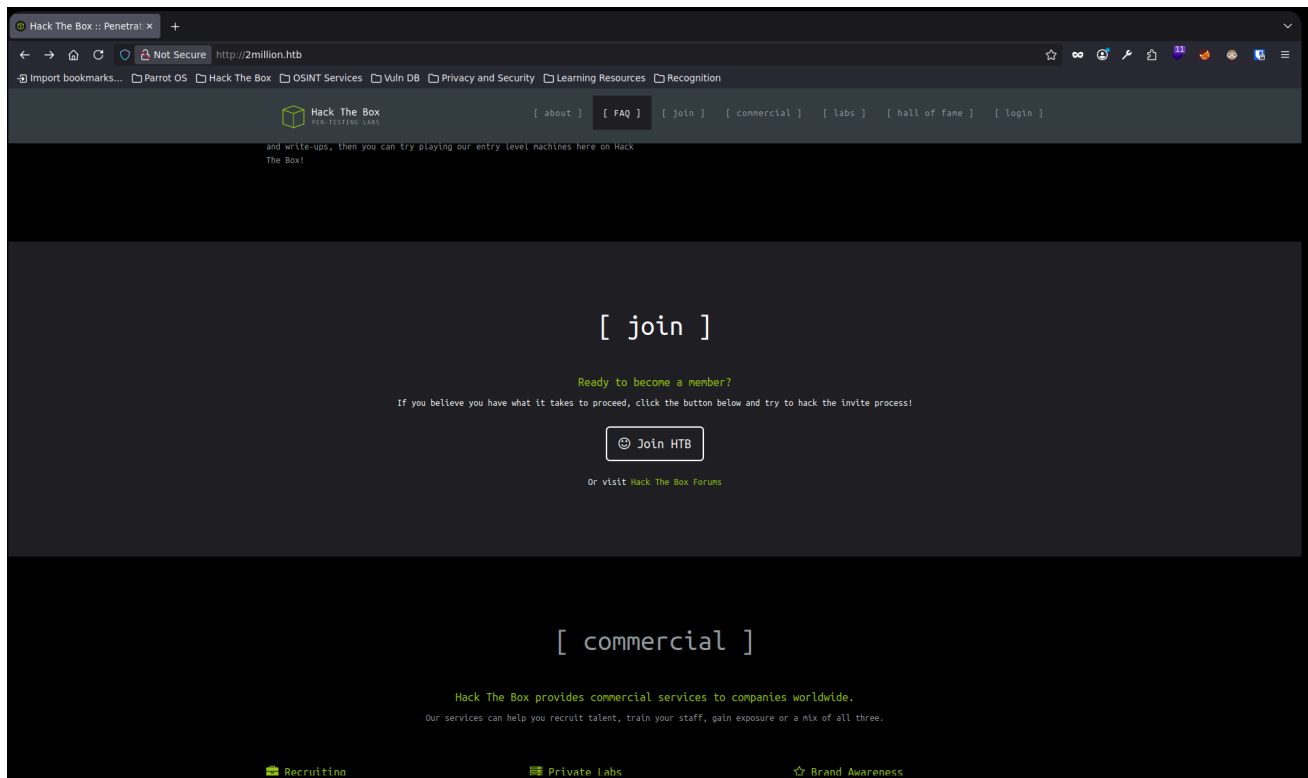 Hack The Box :: Penetrat
Not Secure http://2million.htb
11
Import bookmarks... Parrot OS Hack The Box OSINT Services Vuln DB Privacy and Security Learning Resources Recognition
Hack The Box
PEN-TESTING LABS
[ about ] [ FAQ ] [ join ] [ commercial ] [ labs ] [ hall of fame ] [ login ]
and write-ups, then you can try playing our entry level machines here on Hack
The Box!
[ join ]
Ready to become a member?
If you believe you have what it takes to proceed, click the button below and try to hack the invite process!
Join HTB
Or visit Hack The Box Forums
[ commercial ]
Hack The Box provides commercial services to companies worldwide.
Our services can help you recruit talent, train your staff, gain exposure or a mix of all three.
Recruiting Private Labs Brand Awareness